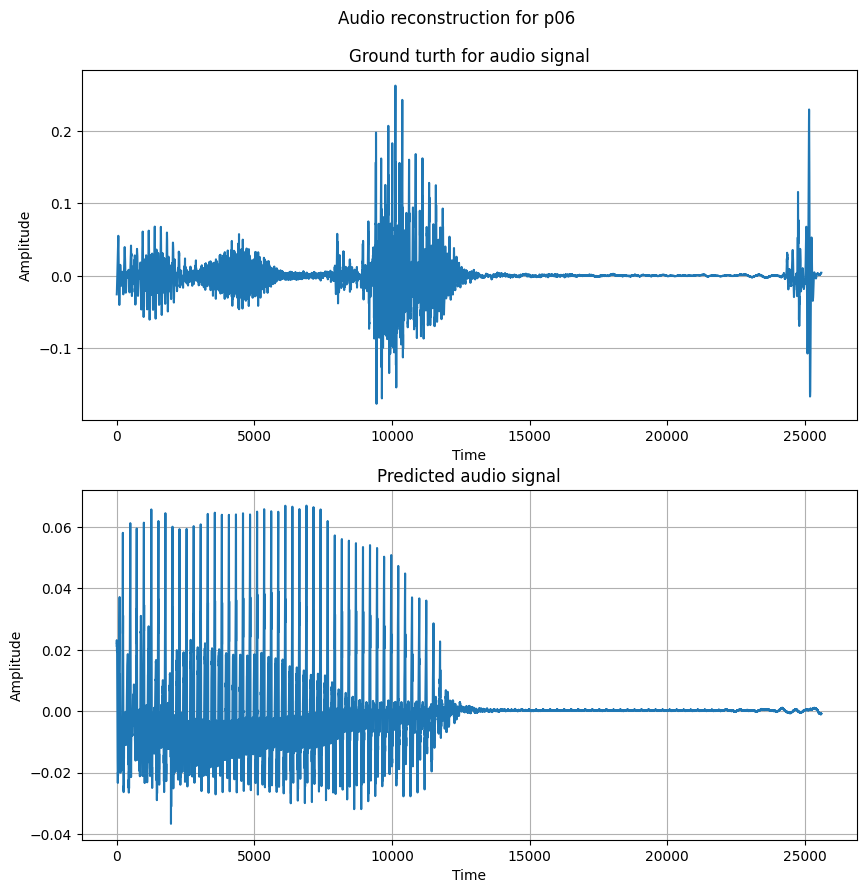 Audio reconstruction for p06
Ground turth for audio signal
0.2
0.1
0.0
−0.1
Amplitude
0 5000 10000 15000 20000 25000
Time
Predicted audio signal
0.06
0.04
0.02
0.00
−0.02
−0.04
Amplitude
0 5000 10000 15000 20000 25000
Time